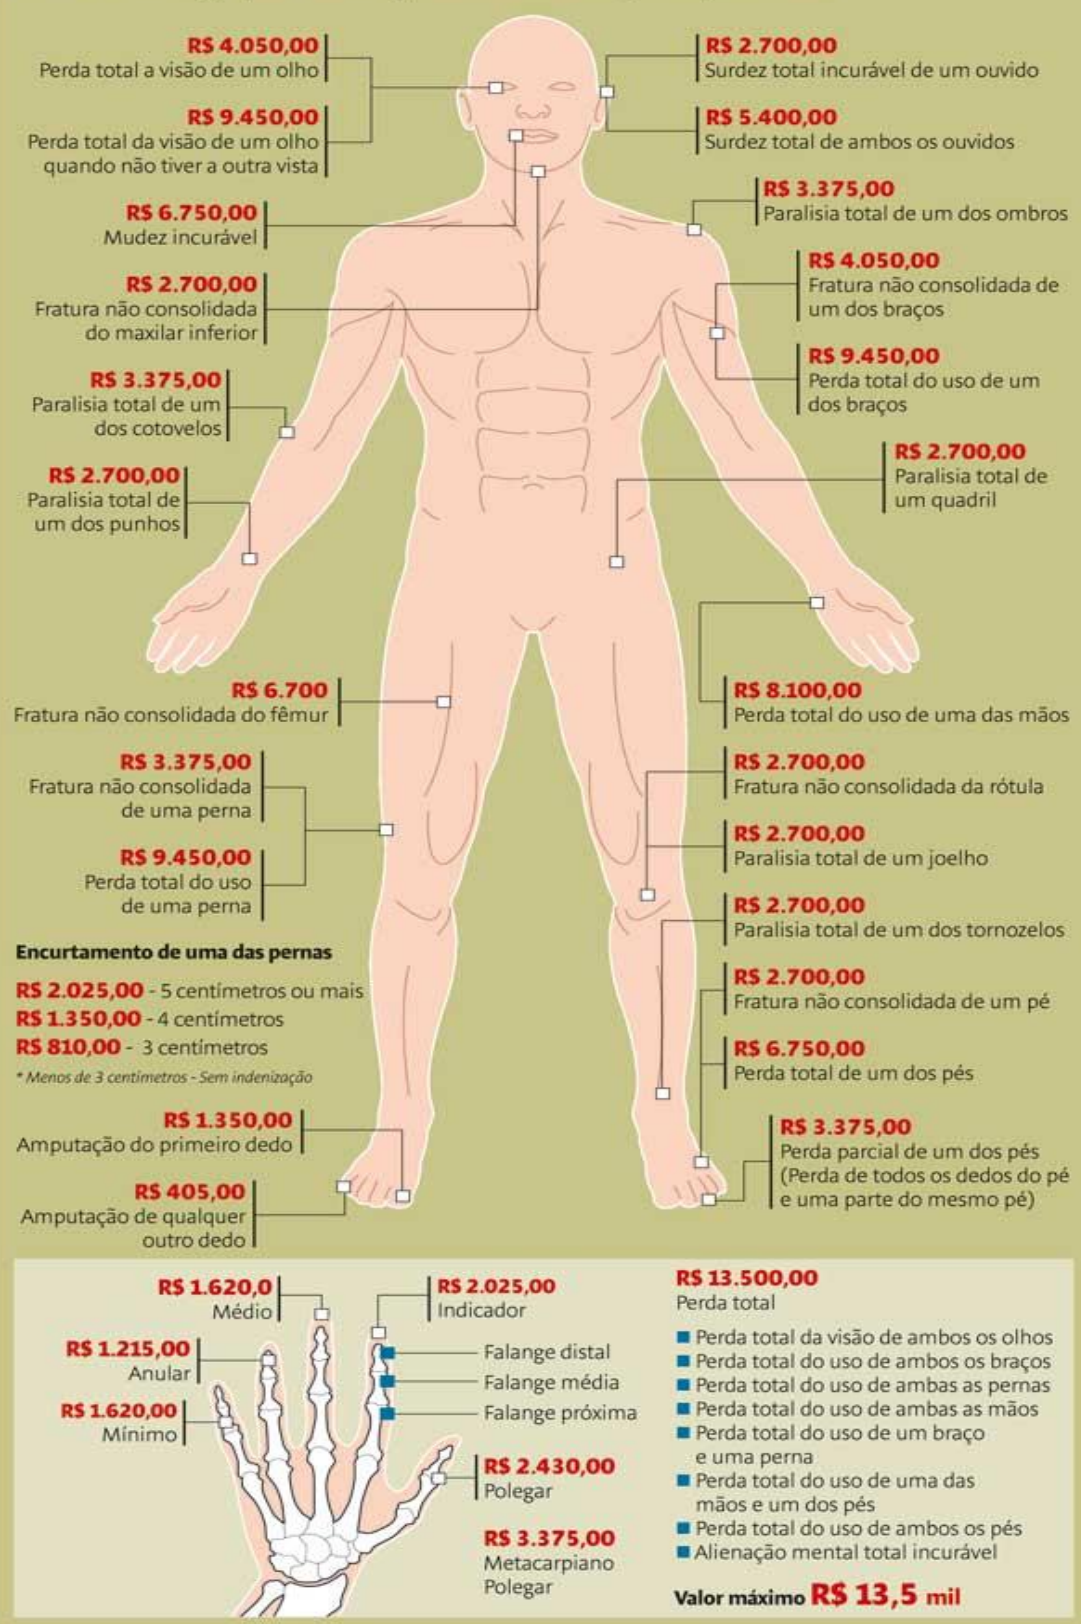 R$ 4.050,00
Perda total a visão de um olho
R$ 9.450,00
Perda total da visão de um olho
quando não tiver a outra vista
R$ 6.750,00
Mudez incurável
R$ 2.700,00
Fratura não consolidada
do maxilar inferior
R$ 3.375,00
Paralisia total de um
dos cotovelos
R$ 2.700,00
Paralisia total de
um dos punhos
R$ 2.700,00
Surdez total incurável de um ouvido
R$ 5.400,00
Surdez total de ambos os ouvidos
R$ 3.375,00
Paralisia total de um dos ombros
R$ 4.050,00
Fratura não consolidada de
um dos braços
R$ 9.450,00
Perda total do uso de um
dos braços
R$ 2.700,00
Paralisia total de
um quadril
R$ 6.700
Fratura não consolidada do fêmur
R$ 3.375,00
Fratura não consolidada
de uma perna
R$ 9.450,00
Perda total do uso
de uma perna
Encurtamento de uma das pernas
R$ 2.025,00 - 5 centímetros ou mais
R$ 1.350,00 - 4 centímetros
R$ 810,00 - 3 centímetros
* Menos de 3 centímetros - Sem indenização
R$ 1.350,00
Amputação do primeiro dedo
R$ 405,00
Amputação de qualquer
outro dedo
R$ 8.100,00
Perda total do uso de uma das mãos
R$ 2.700,00
Fratura não consolidada da rótula
R$ 2.700,00
Paralisia total de um joelho
R$ 2.700,00
Paralisia total de um dos tornozelos
R$ 2.700,00
Fratura não consolidada de um pé
R$ 6.750,00
Perda total de um dos pés
R$ 3.375,00
Perda parcial de um dos pés
(Perda de todos os dedos do pé
e uma parte do mesmo pé)
R$ 1.620,0
Médio
R$ 1.215,00
Anular
R$ 1.620,00
Mínimo
R$ 2.025,00
Indicador
Falange distal
Falange média
Falange próxima
R$ 2.430,00
Polegar
R$ 3.375,00
Metacarpiano
Polegar
R$ 13.500,00
Perda total
Perda total da visão de ambos os olhos
Perda total do uso de ambos os braços
Perda total do uso de ambas as pernas
Perda total do uso de ambas as mãos
Perda total do uso de um braço
e uma perna
Perda total do uso de uma das
mãos e um dos pés
Perda total do uso de ambos os pés
Alienação mental total incurável
Valor máximo R$ 13,5 mil